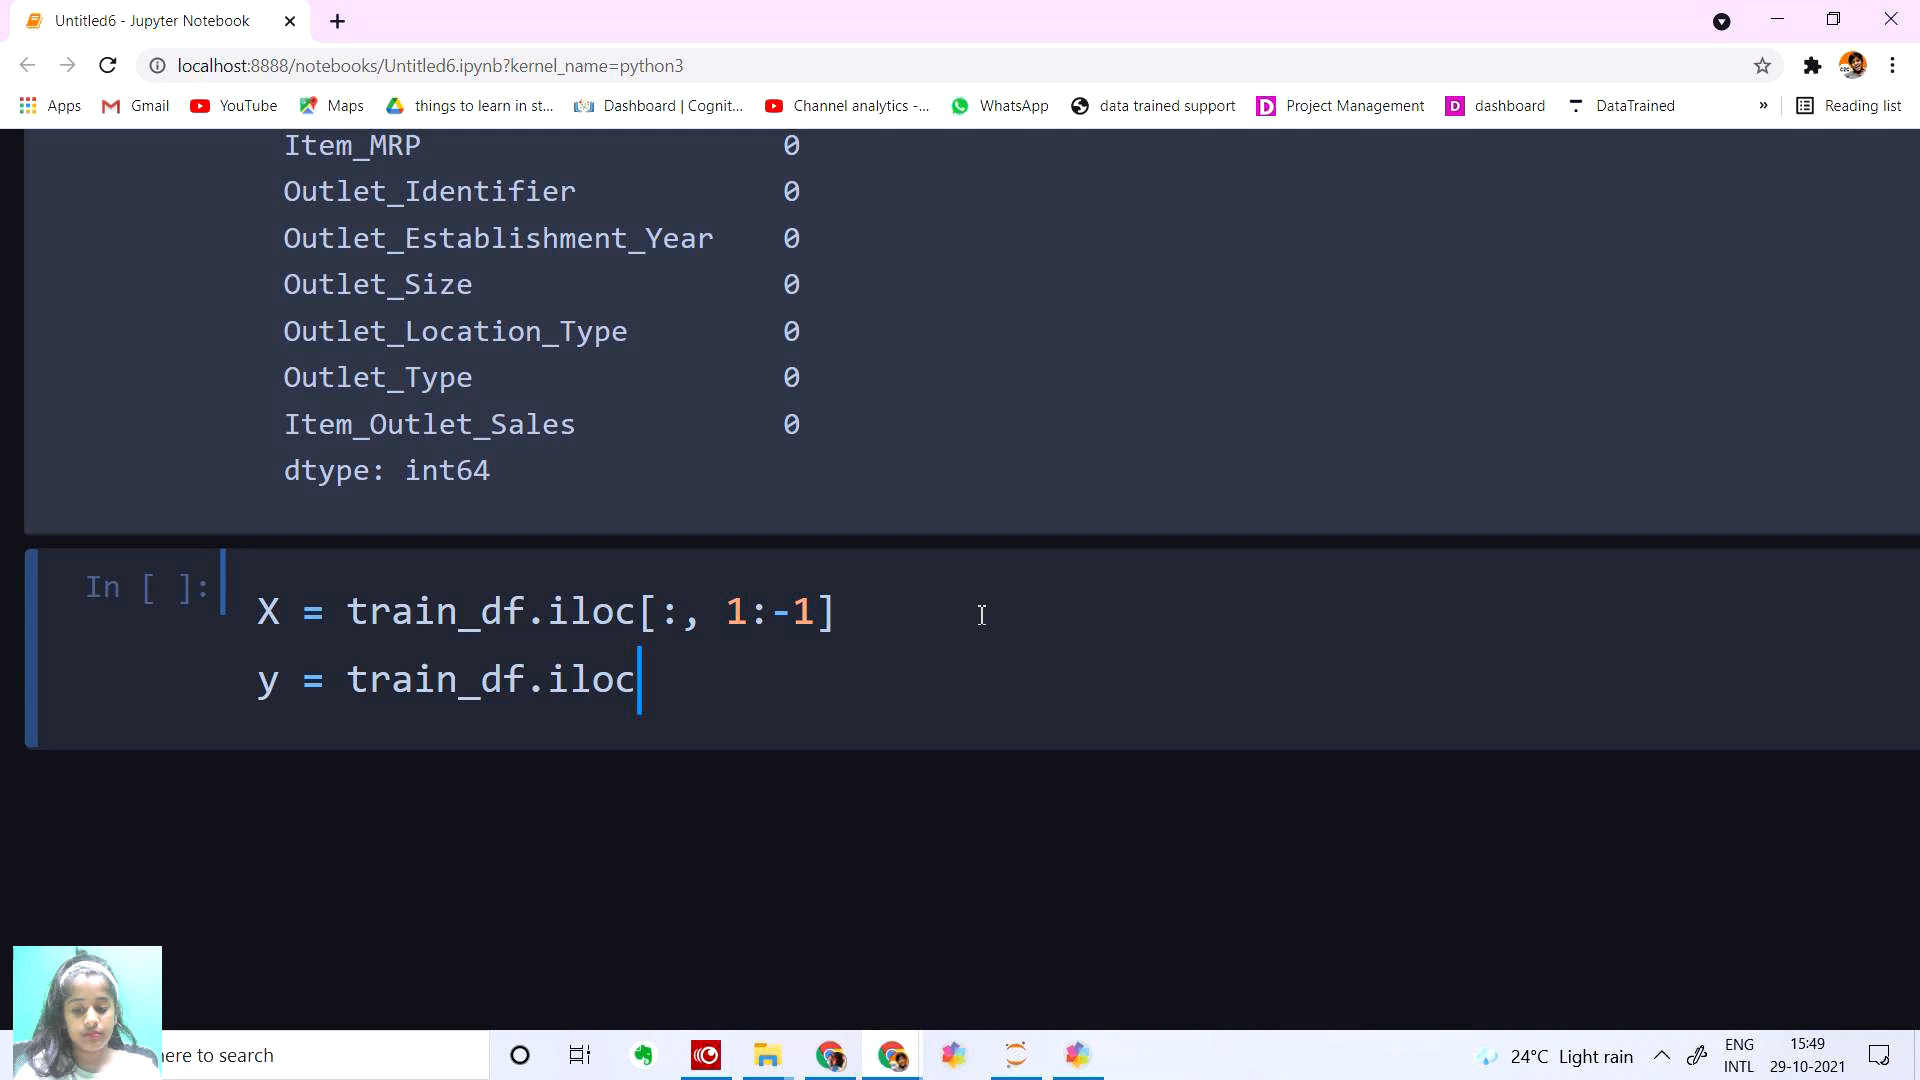 Untitled6 - Jupyter Notebook
localhost:8888/notebooks/Untitled6.ipynb?kernel_name=python3
Apps Gmail YouTube Maps things to learn in st... Dashboard | Cognit... Channel analytics -... WhatsApp data trained support Project Management dashboard DataTrained » Reading list
Item_MRP 0
Outlet_Identifier 0
Outlet_Establishment_Year 0
Outlet_Size 0
Outlet_Location_Type 0
Outlet_Type 0
Item_Outlet_Sales 0
dtype: int64
In [ ]:
X = train_df.iloc[:, 1:-1]
y = train_df.iloc
here to search
24°C Light rain
ENG
INTL
15:49
29-10-2021